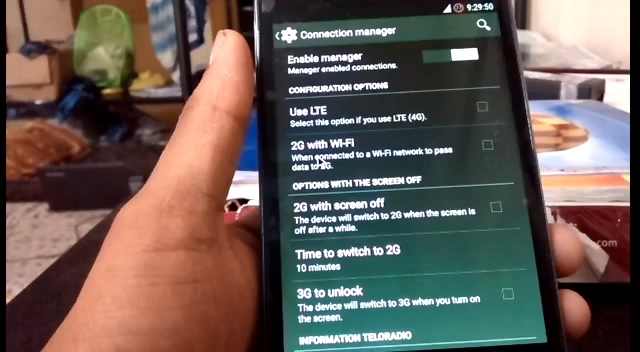 9:29:50
Connection manager
Enable manager
Manager enabled connections.
CONFIGURATION OPTIONS
Use LTE
Select this option if you use LTE (4G).
2G with Wi-Fi
When connected to a Wi-Fi network to pass
data to 2G.
OPTIONS WITH THE SCREEN OFF
2G with screen off
The device will switch to 2G when the screen is
off after a while.
Time to switch to 2G
10 minutes
3G to unlock
The device will switch to 3G when you turn on
the screen.
INFORMATION TELORADIO
.com